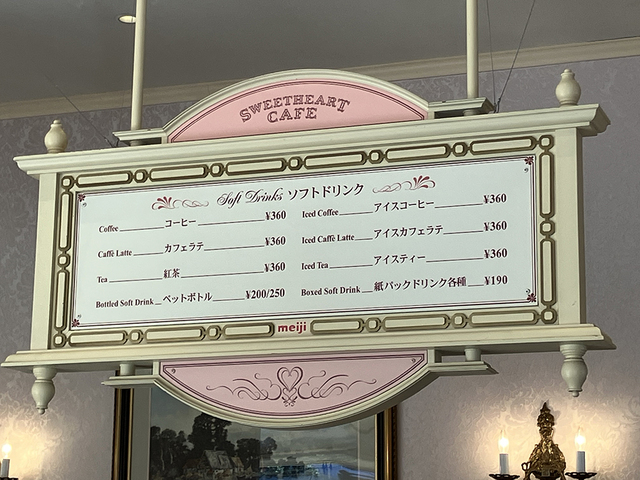 SWEETHEART
CAFE
Soft Drinks ソフトドリンク
Coffee コーヒー ¥360
Caffè Latte カフェラテ ¥360
Tea 紅茶 ¥360
Bottled Soft Drink ペットボトル ¥200/250
Iced Coffee アイスコーヒー ¥360
Iced Caffè Latte アイスカフェラテ ¥360
Iced Tea アイスティー ¥360
Boxed Soft Drink 紙パックドリンク各種 ¥190
meiji